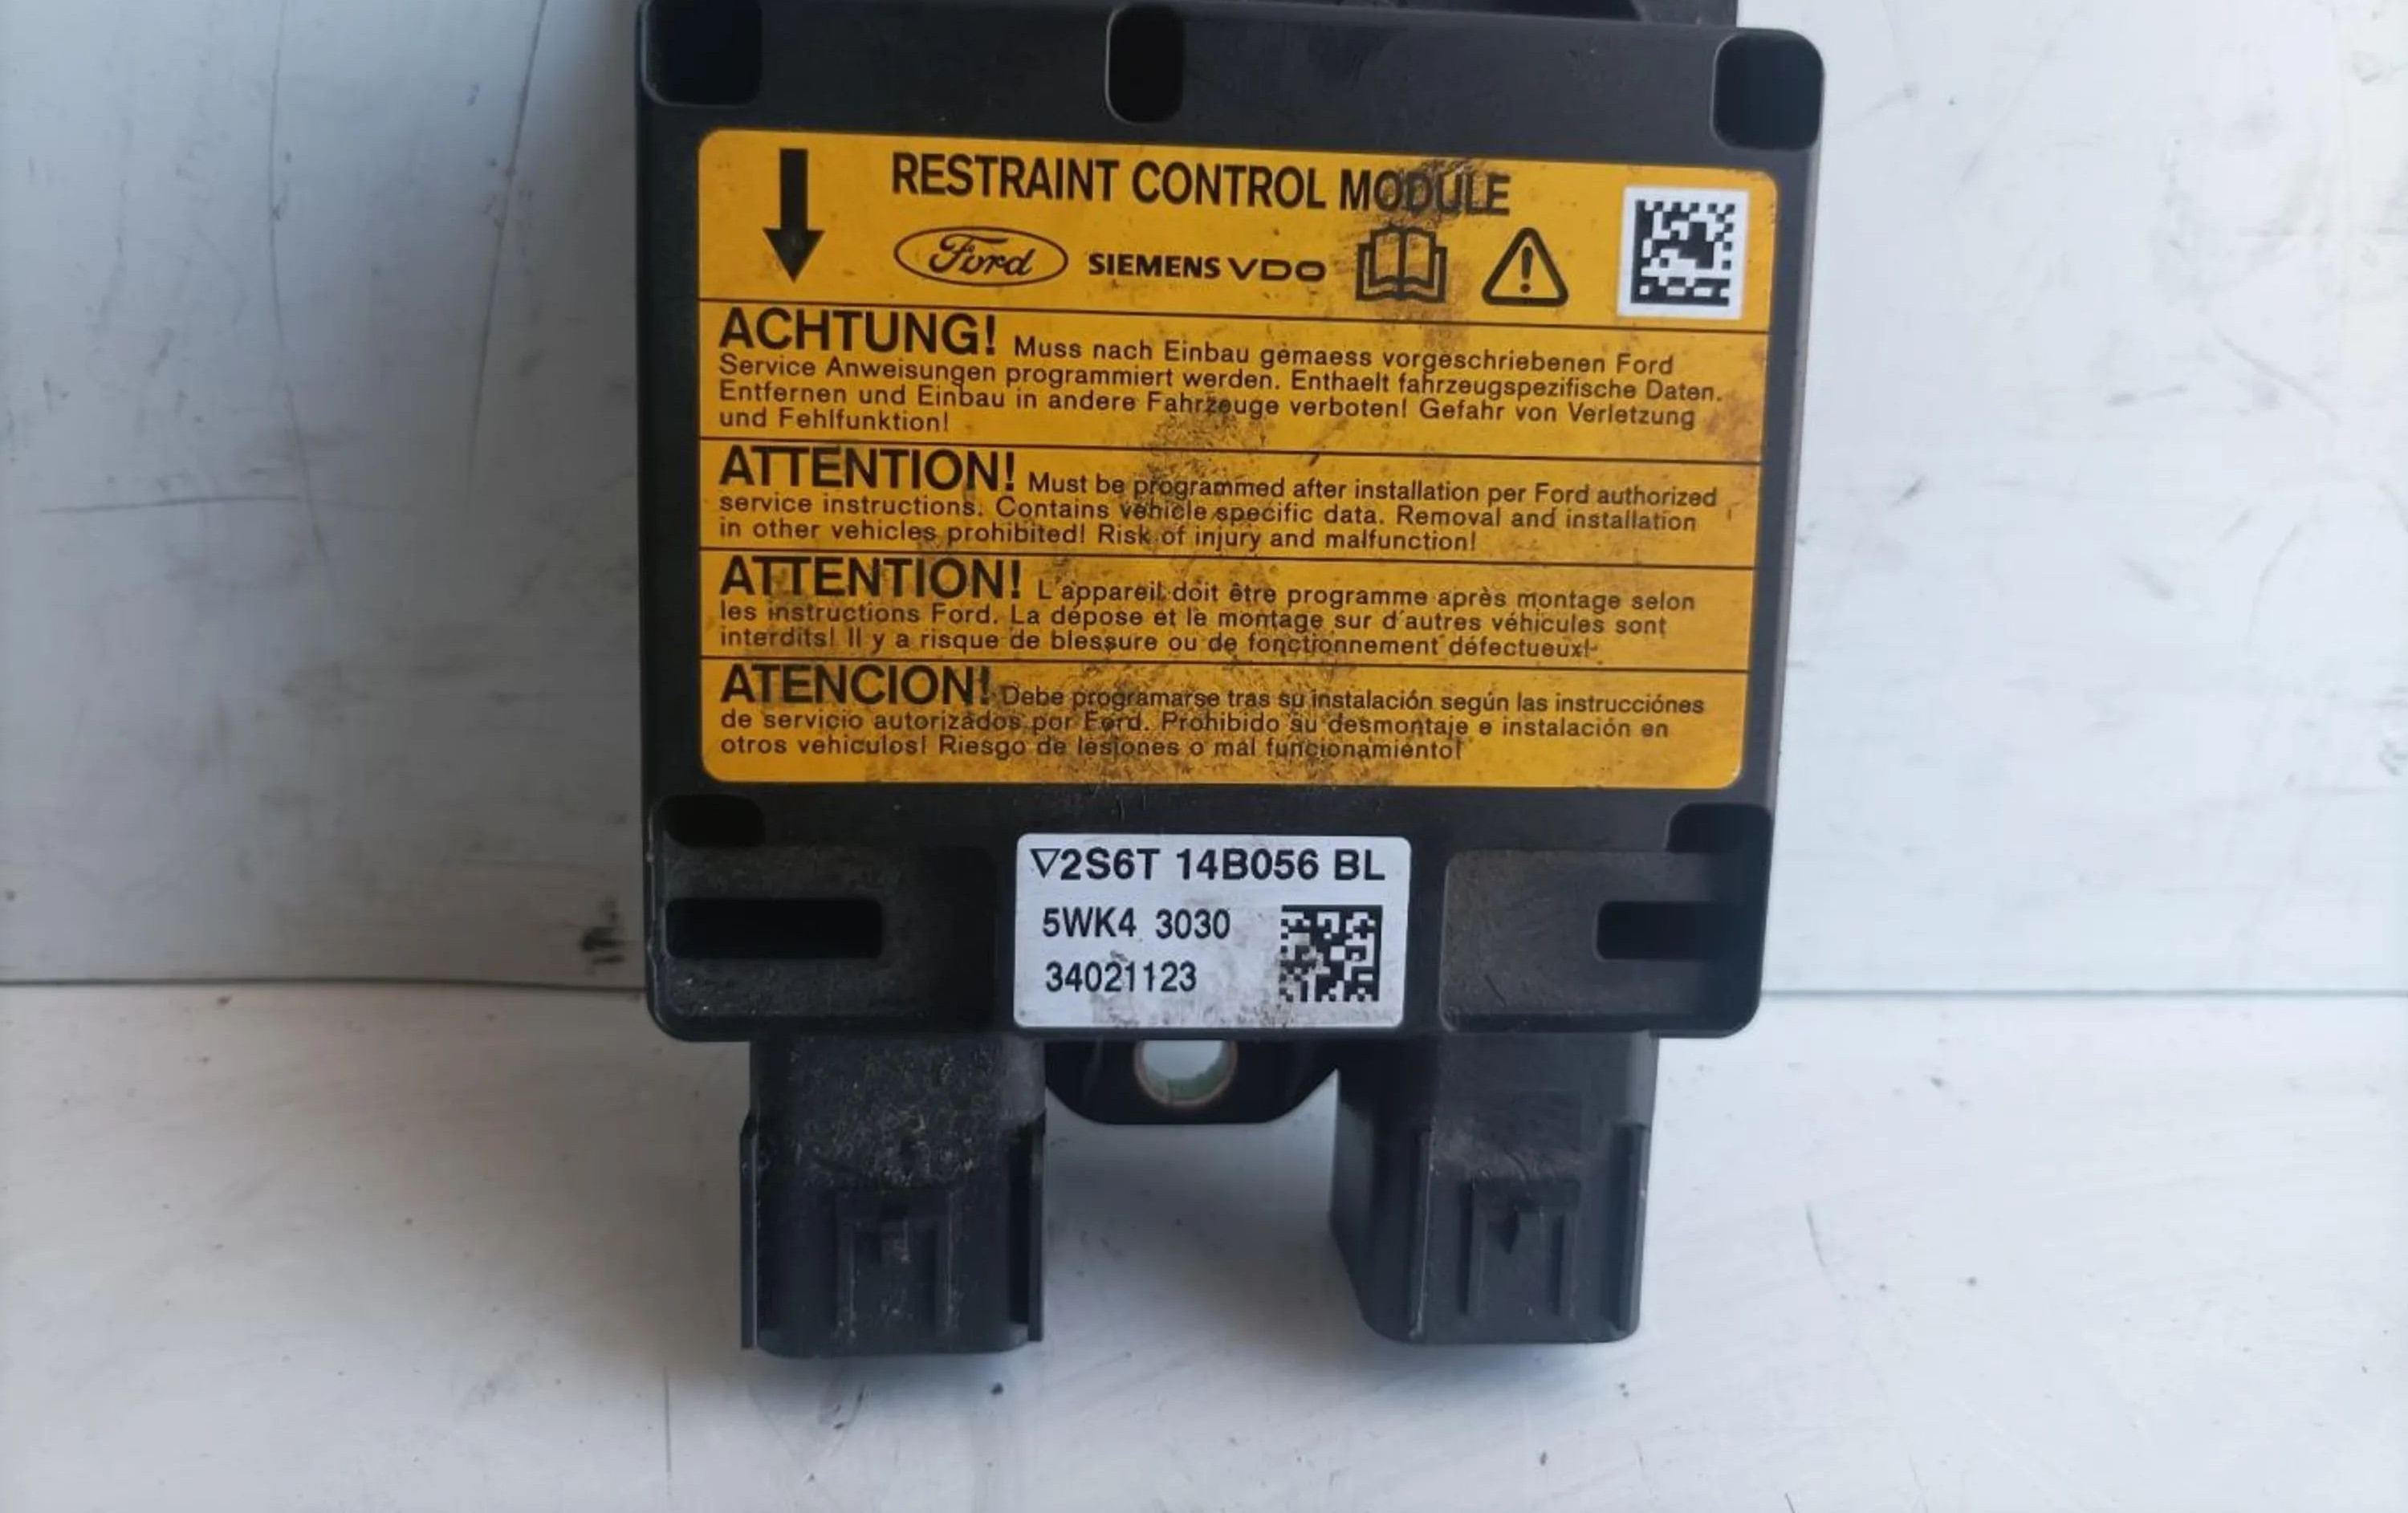 RESTRAINT CONTROL MODULE
Ford SIEMENS VDO
ACHTUNG! Muss nach Einbau gemaess vorgeschriebenen Ford
Service Anweisungen programmiert werden. Enthaelt fahrzeugspezifische Daten.
Entfernen und Einbau in andere Fahrzeuge verboten! Gefahr von Verletzung
und Fehlfunktion!
ATTENTION! Must be programmed after installation per Ford authorized
service instructions. Contains vehicle specific data. Removal and installation
in other vehicles prohibited! Risk of injury and malfunction!
ATTENTION! L'appareil doit être programme après montage selon
les instructions Ford. La dépose et le montage sur d'autres véhicules sont
interdits! Il y a risque de blessure ou de fonctionnement défectueux!
ATENCION! Debe programarse tras su instalación según las instrucciónes
de servicio autorizádos por Ford. Prohibido su desmontaje e instalación en
otros vehiculos! Riesgo de lesiones o mal funcionamiento!
▽2S6T 14B056 BL
5WK4 3030
34021123